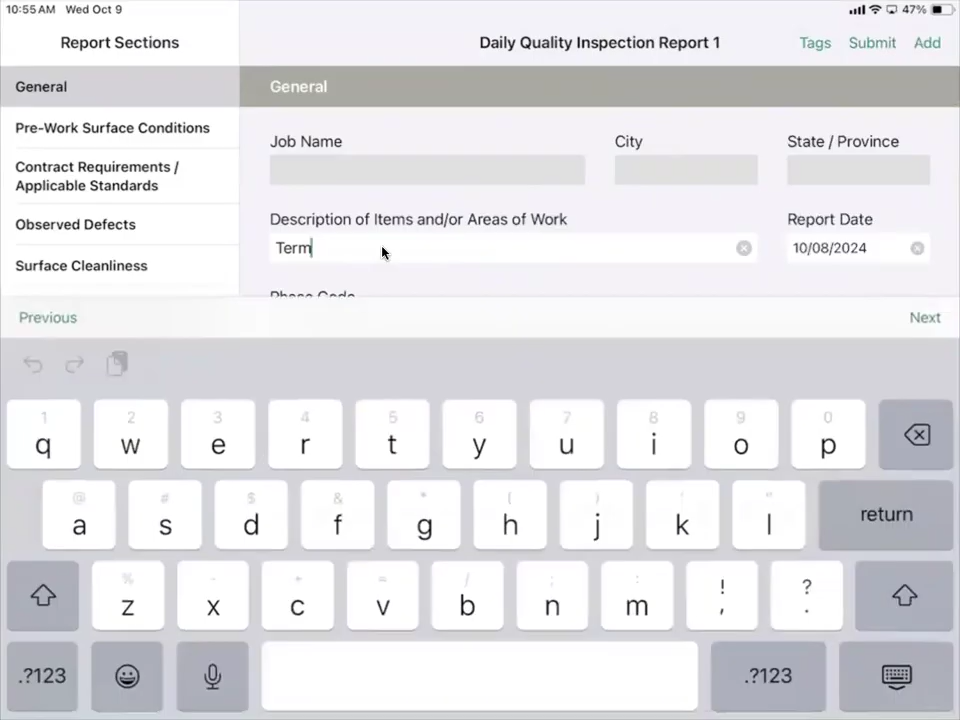 10:55 AM Wed Oct 9
47%
Report Sections
Daily Quality Inspection Report 1
Tags Submit Add
General
General
Pre-Work Surface Conditions
Contract Requirements /
Applicable Standards
Observed Defects
Surface Cleanliness
Job Name
City
State / Province
Description of Items and/or Areas of Work
Report Date
Term
10/08/2024
Phase Code
Previous
Next
1 2 3 4 5 6 7 8 9 0
q w e r t y u i o p
@ # $ & * ( ) ' "
a s d f g h j k l return
% - + = / ; : ! ?
z x c v b n m , .
.?123 .?123